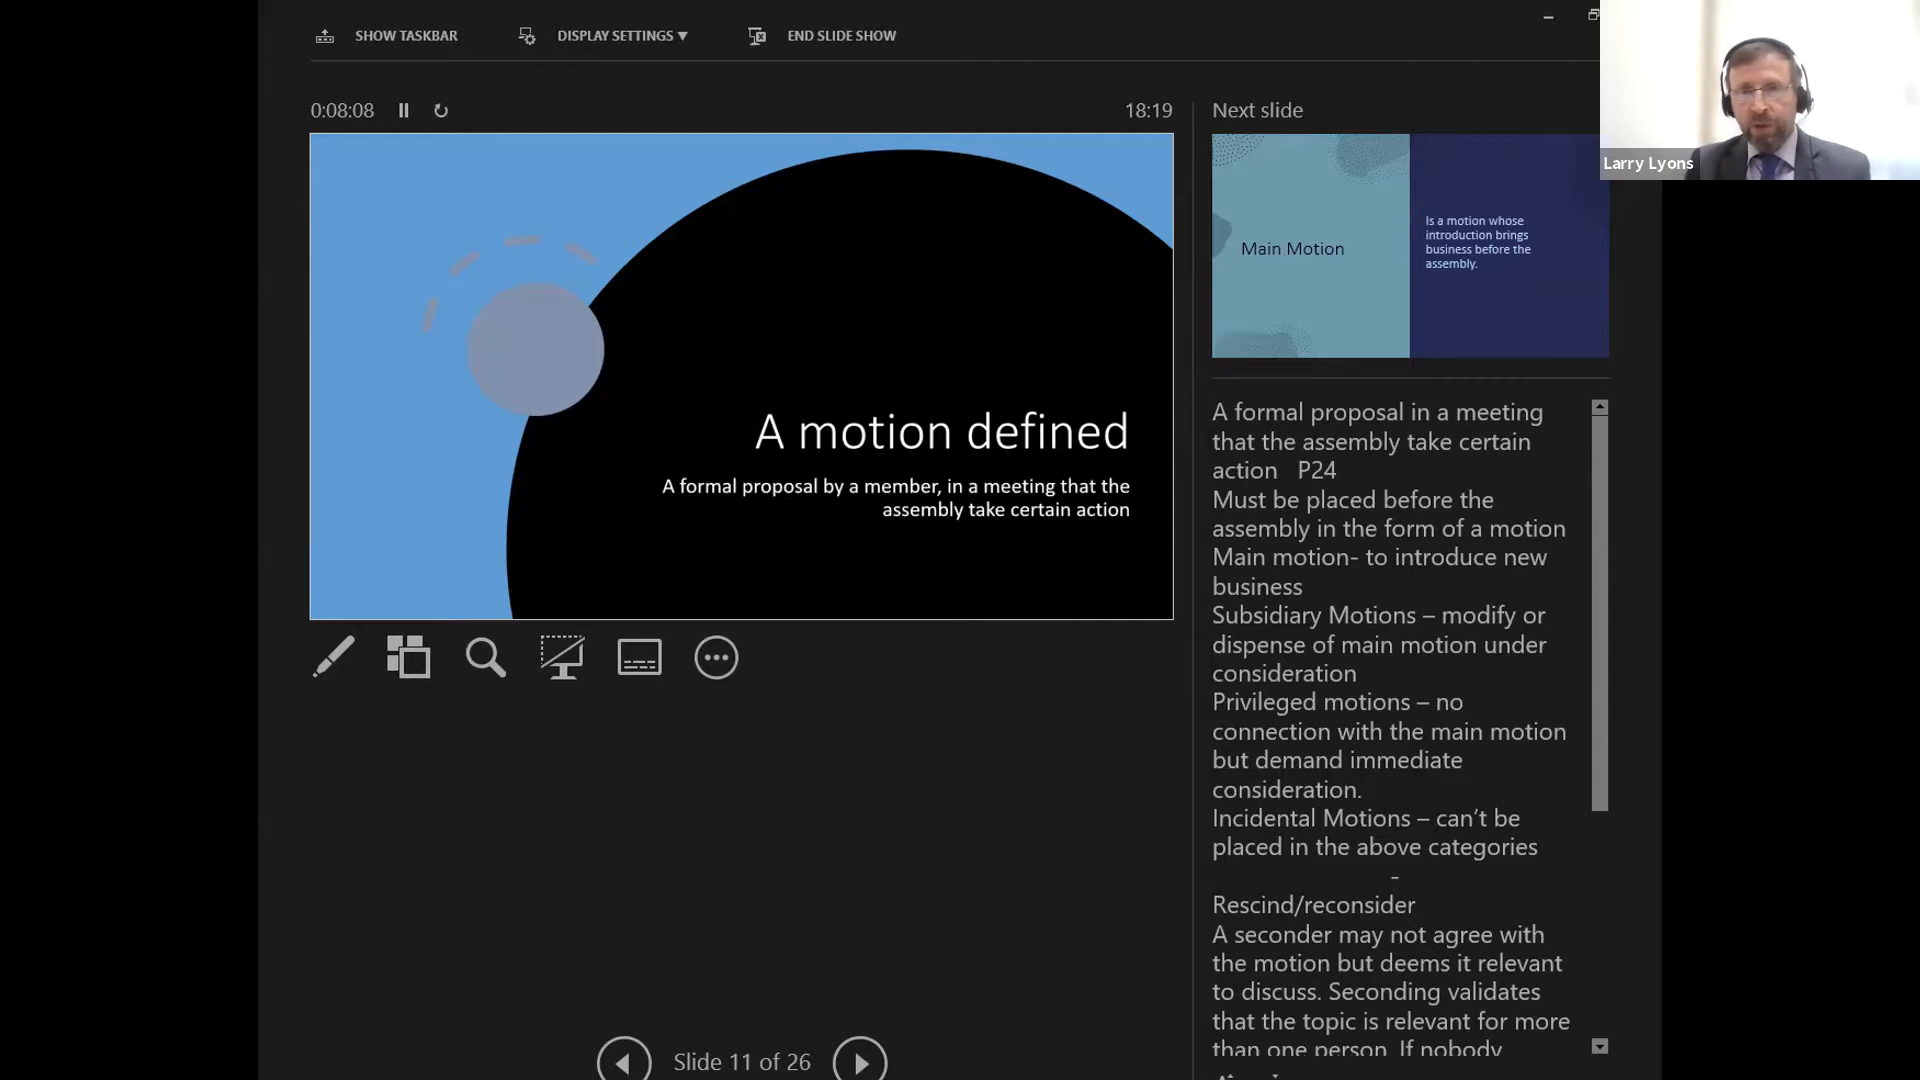 SHOW TASKBAR
DISPLAY SETTINGS ▼
END SLIDE SHOW
0:08:08
18:19
Next slide
Larry Lyons
Main Motion
Is a motion whose
introduction brings
business before the
assembly.
A motion defined
A formal proposal by a member, in a meeting that the
assembly take certain action
A formal proposal in a meeting
that the assembly take certain
action P24
Must be placed before the
assembly in the form of a motion
Main motion- to introduce new
business
Subsidiary Motions – modify or
dispense of main motion under
consideration
Privileged motions – no
connection with the main motion
but demand immediate
consideration.
Incidental Motions – can’t be
placed in the above categories
-
Rescind/reconsider
A seconder may not agree with
the motion but deems it relevant
to discuss. Seconding validates
that the topic is relevant for more
than one person. If nobody
Slide 11 of 26